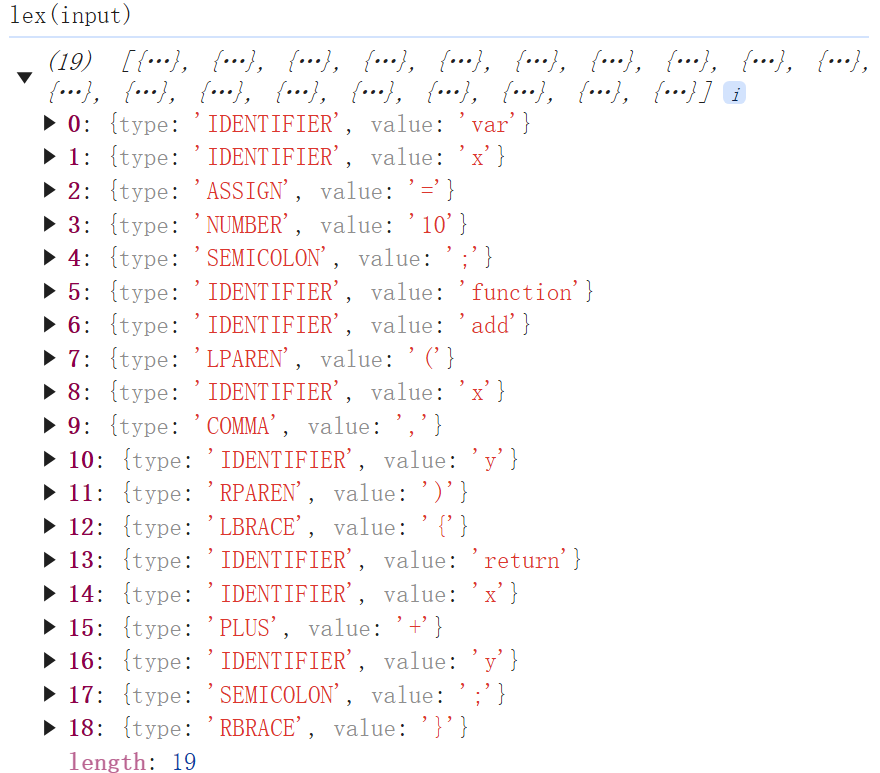 lex(input)
(19) [{…}, {…}, {…}, {…}, {…}, {…}, {…}, {…}, {…}, {…},
{…}, {…}, {…}, {…}, {…}, {…}, {…}, {…}, {…}] i
0: {type: 'IDENTIFIER', value: 'var'}
1: {type: 'IDENTIFIER', value: 'x'}
2: {type: 'ASSIGN', value: '='}
3: {type: 'NUMBER', value: '10'}
4: {type: 'SEMICOLON', value: ';'}
5: {type: 'IDENTIFIER', value: 'function'}
6: {type: 'IDENTIFIER', value: 'add'}
7: {type: 'LPAREN', value: '('}
8: {type: 'IDENTIFIER', value: 'x'}
9: {type: 'COMMA', value: ','}
10: {type: 'IDENTIFIER', value: 'y'}
11: {type: 'RPAREN', value: ')'}
12: {type: 'LBRACE', value: '{'}
13: {type: 'IDENTIFIER', value: 'return'}
14: {type: 'IDENTIFIER', value: 'x'}
15: {type: 'PLUS', value: '+'}
16: {type: 'IDENTIFIER', value: 'y'}
17: {type: 'SEMICOLON', value: ';'}
18: {type: 'RBRACE', value: '}'}
length: 19